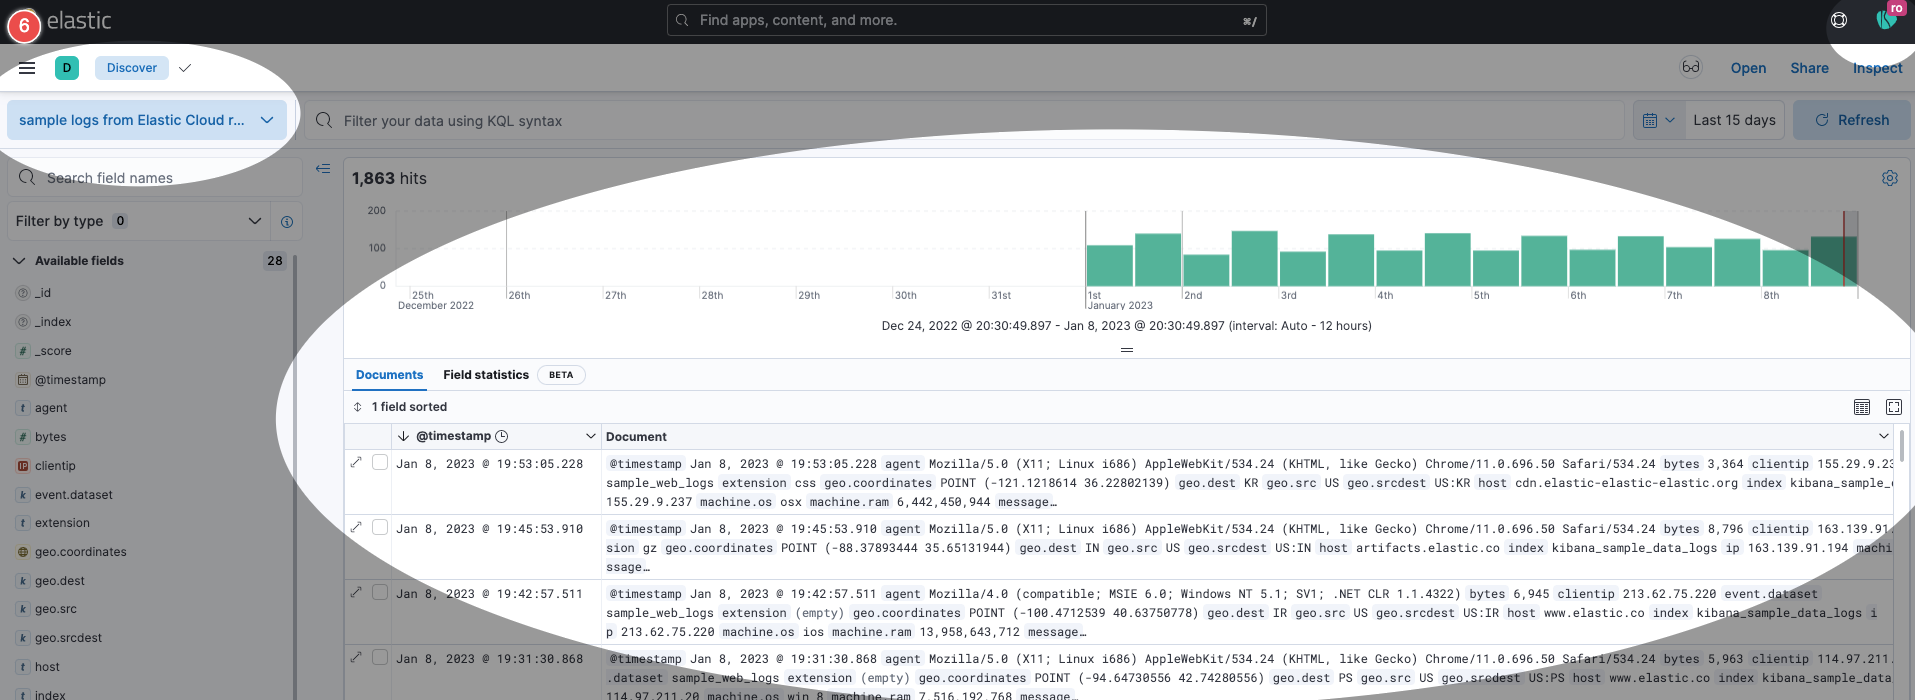 6
elastic
Find apps, content, and more.
⌘/
ro
D
Discover
Open
Share
Inspect
sample logs from Elastic Cloud r...
Filter your data using KQL syntax
Last 15 days
Refresh
Search field names
1,863 hits
Filter by type 0
200
100
0
25th
December 2022
26th
27th
28th
29th
30th
31st
1st
January 2023
2nd
3rd
4th
5th
6th
7th
8th
Dec 24, 2022 @ 20:30:49.897 - Jan 8, 2023 @ 20:30:49.897 (interval: Auto - 12 hours)
Available fields 28
_id
_index
_score
@timestamp
agent
bytes
clientip
event.dataset
extension
geo.coordinates
geo.dest
geo.src
geo.srcdest
host
index
Documents
Field statistics
BETA
1 field sorted
@timestamp
Document
Jan 8, 2023 @ 19:53:05.228
@timestamp Jan 8, 2023 @ 19:53:05.228 agent Mozilla/5.0 (X11; Linux i686) AppleWebKit/534.24 (KHTML, like Gecko) Chrome/11.0.696.50 Safari/534.24 bytes 3,364 clientip 155.29.9.23
sample_web_logs extension css geo.coordinates POINT (-121.1218614 36.22802139) geo.dest KR geo.src US geo.srcdest US:KR host cdn.elastic-elastic-elastic.org index kibana_sample_
155.29.9.237 machine.os osx machine.ram 6,442,450,944 message…
Jan 8, 2023 @ 19:45:53.910
@timestamp Jan 8, 2023 @ 19:45:53.910 agent Mozilla/5.0 (X11; Linux i686) AppleWebKit/534.24 (KHTML, like Gecko) Chrome/11.0.696.50 Safari/534.24 bytes 8,796 clientip 163.139.91.
sion gz geo.coordinates POINT (-88.37893444 35.65131944) geo.dest IN geo.src US geo.srcdest US:IN host artifacts.elastic.co index kibana_sample_data_logs ip 163.139.91.194 machi
ssage…
Jan 8, 2023 @ 19:42:57.511
@timestamp Jan 8, 2023 @ 19:42:57.511 agent Mozilla/4.0 (compatible; MSIE 6.0; Windows NT 5.1; SV1; .NET CLR 1.1.4322) bytes 6,945 clientip 213.62.75.220 event.dataset
sample_web_logs extension (empty) geo.coordinates POINT (-100.4712539 40.63750778) geo.dest IR geo.src US geo.srcdest US:IR host www.elastic.co index kibana_sample_data_logs i
p 213.62.75.220 machine.os ios machine.ram 13,958,643,712 message…
Jan 8, 2023 @ 19:31:30.868
@timestamp Jan 8, 2023 @ 19:31:30.868 agent Mozilla/5.0 (X11; Linux i686) AppleWebKit/534.24 (KHTML, like Gecko) Chrome/11.0.696.50 Safari/534.24 bytes 5,963 clientip 114.97.211.
.dataset sample_web_logs extension (empty) geo.coordinates POINT (-94.64730556 42.74280556) geo.dest PS geo.src US geo.srcdest US:PS host www.elastic.co index kibana_sample_data_
114.97.211.20 machine.os win 8 machine.ram 7,516,192,768 message…